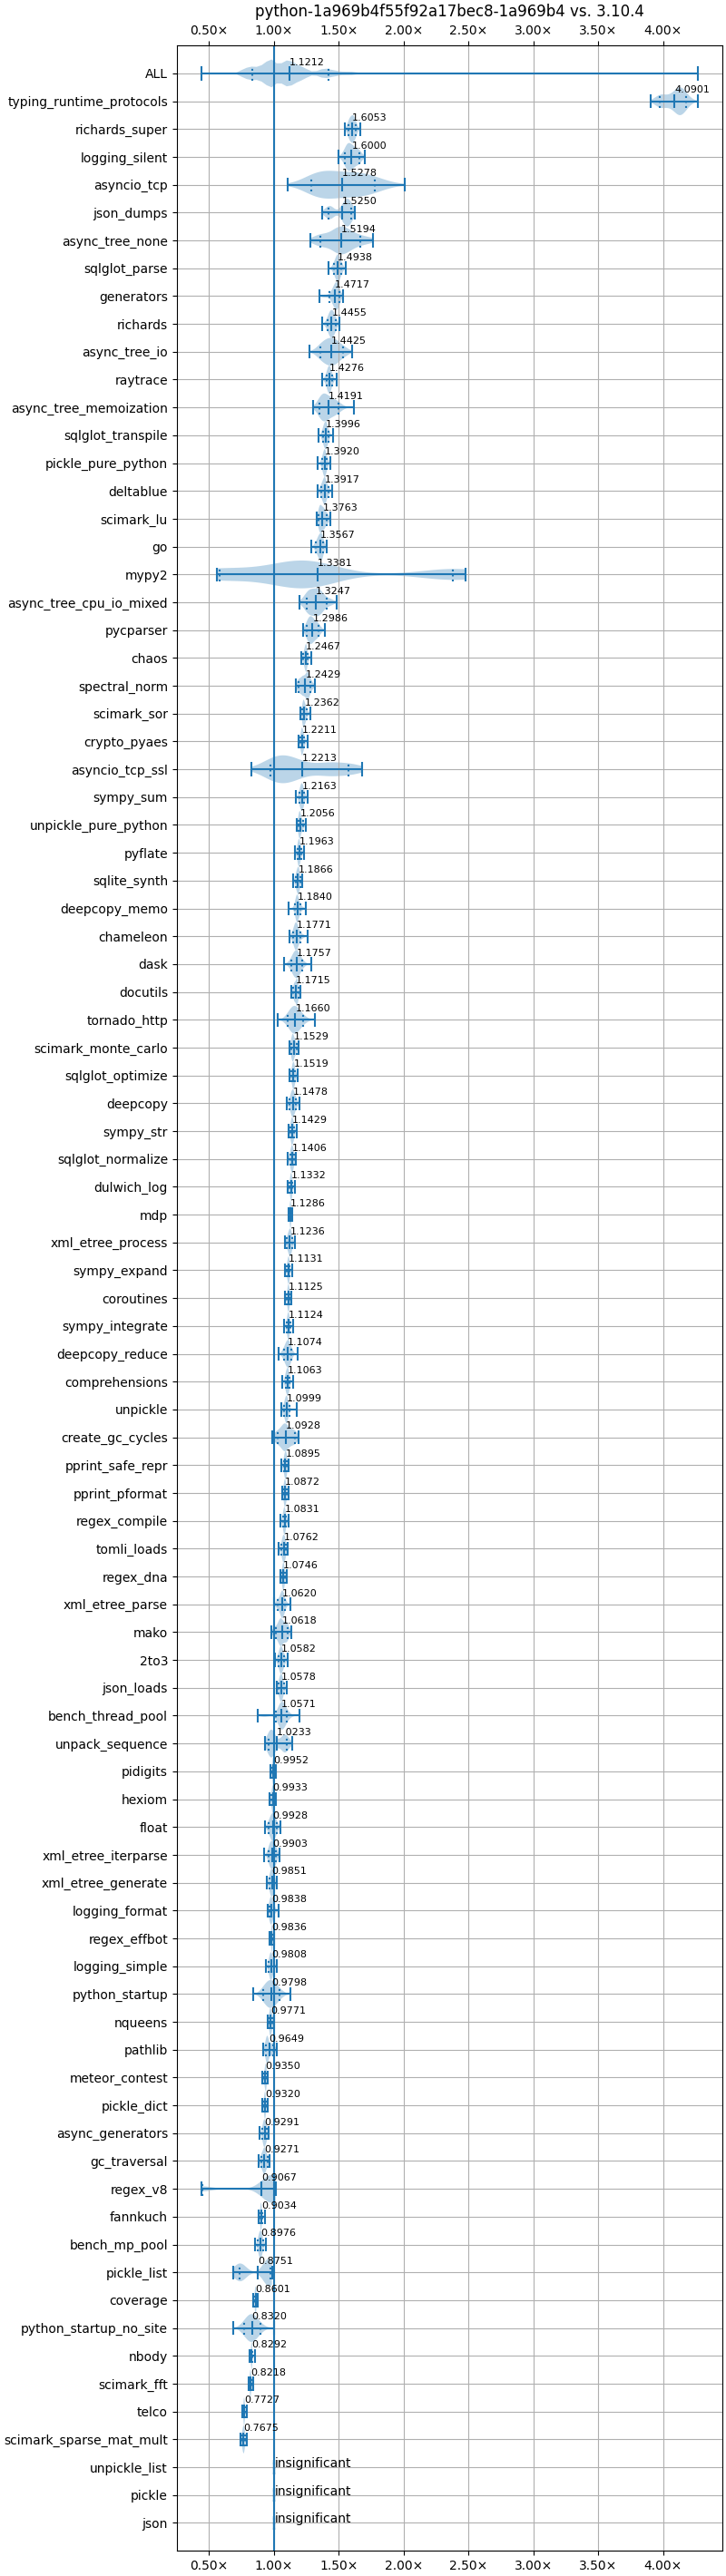 python-1a969b4f55f92a17bec8-1a969b4 vs. 3.10.4
0.50× 1.00× 1.50× 2.00× 2.50× 3.00× 3.50× 4.00×
ALL 1.1212
typing_runtime_protocols 4.0901
richards_super 1.6053
logging_silent 1.6000
asyncio_tcp 1.5278
json_dumps 1.5250
async_tree_none 1.5194
sqlglot_parse 1.4938
generators 1.4717
richards 1.4455
async_tree_io 1.4425
raytrace 1.4276
async_tree_memoization 1.4191
sqlglot_transpile 1.3996
pickle_pure_python 1.3920
deltablue 1.3917
scimark_lu 1.3763
go 1.3567
mypy2 1.3381
async_tree_cpu_io_mixed 1.3247
pycparser 1.2986
chaos 1.2467
spectral_norm 1.2429
scimark_sor 1.2362
crypto_pyaes 1.2211
asyncio_tcp_ssl 1.2213
sympy_sum 1.2163
unpickle_pure_python 1.2056
pyflate 1.1963
sqlite_synth 1.1866
deepcopy_memo 1.1840
chameleon 1.1771
dask 1.1757
docutils 1.1715
tornado_http 1.1660
scimark_monte_carlo 1.1529
sqlglot_optimize 1.1519
deepcopy 1.1478
sympy_str 1.1429
sqlglot_normalize 1.1406
dulwich_log 1.1332
mdp 1.1286
xml_etree_process 1.1236
sympy_expand 1.1131
coroutines 1.1125
sympy_integrate 1.1124
deepcopy_reduce 1.1074
comprehensions 1.1063
unpickle 1.0999
create_gc_cycles 1.0928
pprint_safe_repr 1.0895
pprint_pformat 1.0872
regex_compile 1.0831
tomli_loads 1.0762
regex_dna 1.0746
xml_etree_parse 1.0620
mako 1.0618
2to3 1.0582
json_loads 1.0578
bench_thread_pool 1.0571
unpack_sequence 1.0233
pidigits 0.9952
hexiom 0.9933
float 0.9928
xml_etree_iterparse 0.9903
xml_etree_generate 0.9851
logging_format 0.9838
regex_effbot 0.9836
logging_simple 0.9808
python_startup 0.9798
nqueens 0.9771
pathlib 0.9649
meteor_contest 0.9350
pickle_dict 0.9320
async_generators 0.9291
gc_traversal 0.9271
regex_v8 0.9067
fannkuch 0.9034
bench_mp_pool 0.8976
pickle_list 0.8751
coverage 0.8601
python_startup_no_site 0.8320
nbody 0.8292
scimark_fft 0.8218
telco 0.7727
scimark_sparse_mat_mult 0.7675
unpickle_list insignificant
pickle insignificant
json insignificant
0.50× 1.00× 1.50× 2.00× 2.50× 3.00× 3.50× 4.00×